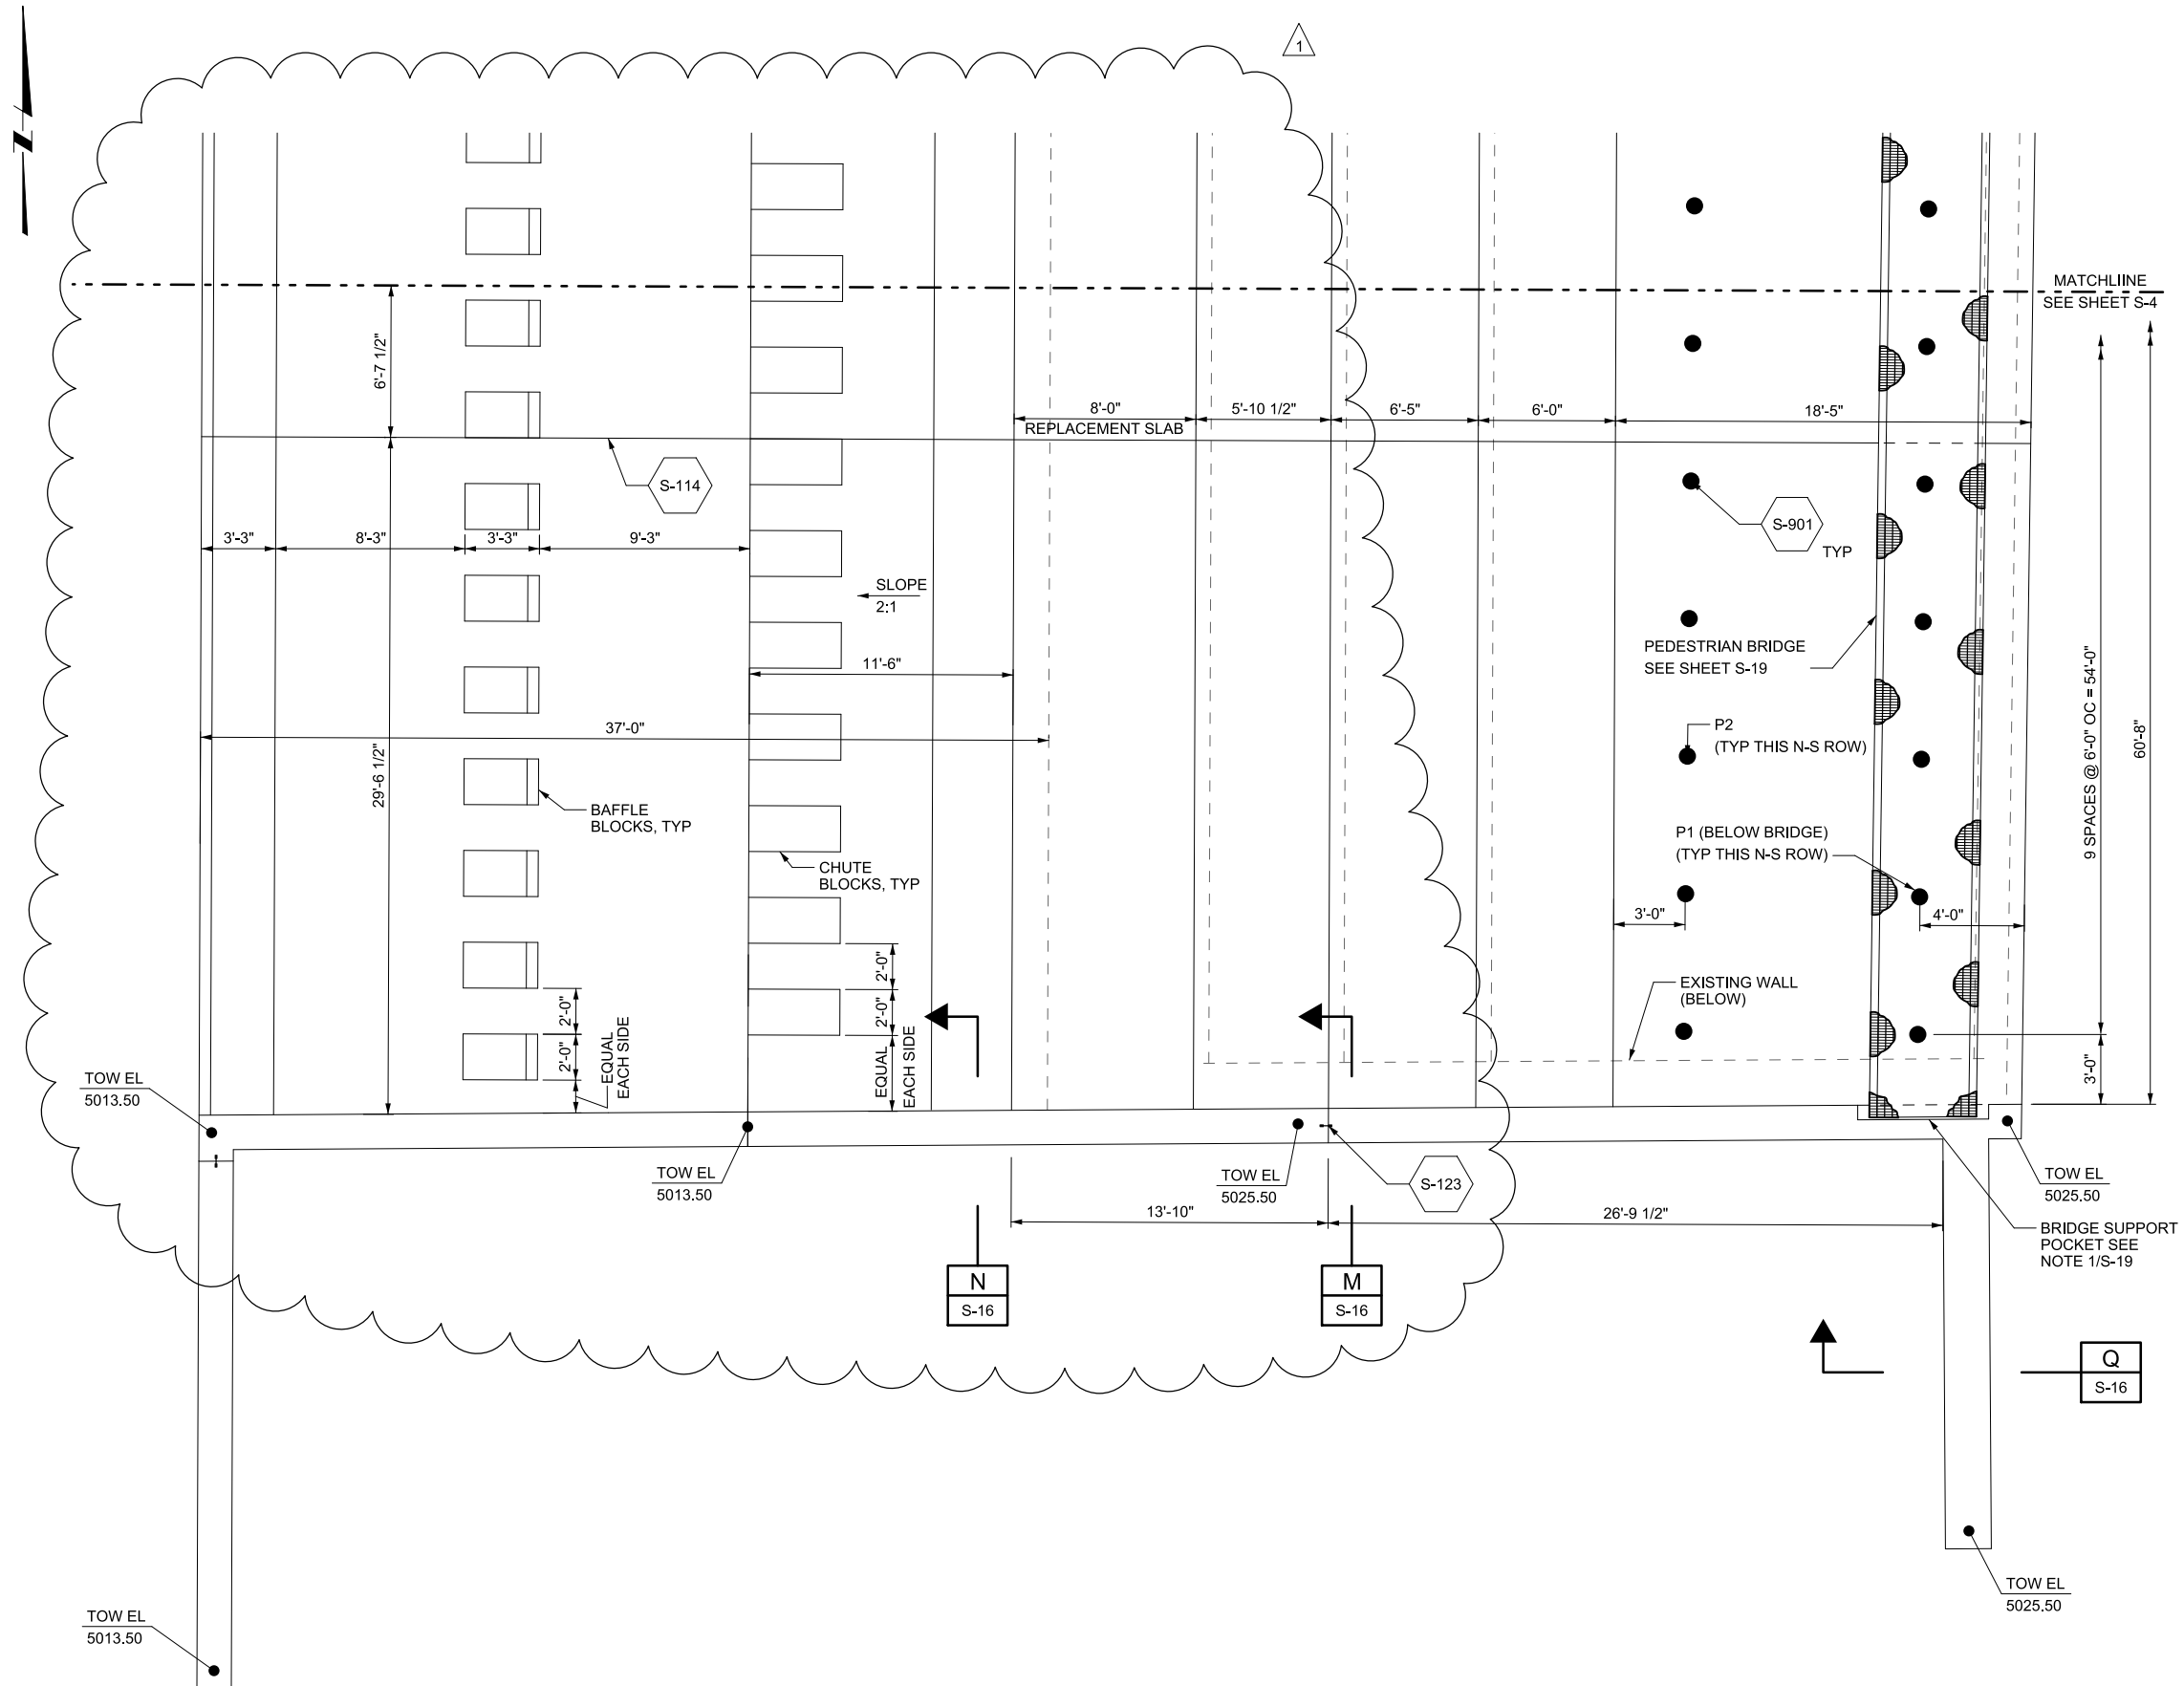 1
N
MATCHLIINE
SEE SHEET S-4
6'-7 1/2"
8'-0"
5'-10 1/2"
6'-5"
6'-0"
18'-5"
REPLACEMENT SLAB
S-114
S-901
TYP
3'-3"
8'-3"
3'-3"
9'-3"
SLOPE
2:1
PEDESTRIAN BRIDGE
SEE SHEET S-19
11'-6"
37'-0"
29'-6 1/2"
P2
(TYP THIS N-S ROW)
9 SPACES @ 6'-0" OC = 54'-0"
60'-8"
BAFFLE
BLOCKS, TYP
CHUTE
BLOCKS, TYP
P1 (BELOW BRIDGE)
(TYP THIS N-S ROW)
3'-0"
4'-0"
2'-0"
2'-0"
EQUAL
EACH SIDE
2'-0"
2'-0"
EQUAL
EACH SIDE
EXISTING WALL
(BELOW)
3'-0"
TOW EL
5013.50
TOW EL
5013.50
TOW EL
5025.50
S-123
TOW EL
5025.50
13'-10"
26'-9 1/2"
BRIDGE SUPPORT
POCKET SEE
NOTE 1/S-19
N
S-16
M
S-16
Q
S-16
TOW EL
5025.50
TOW EL
5013.50